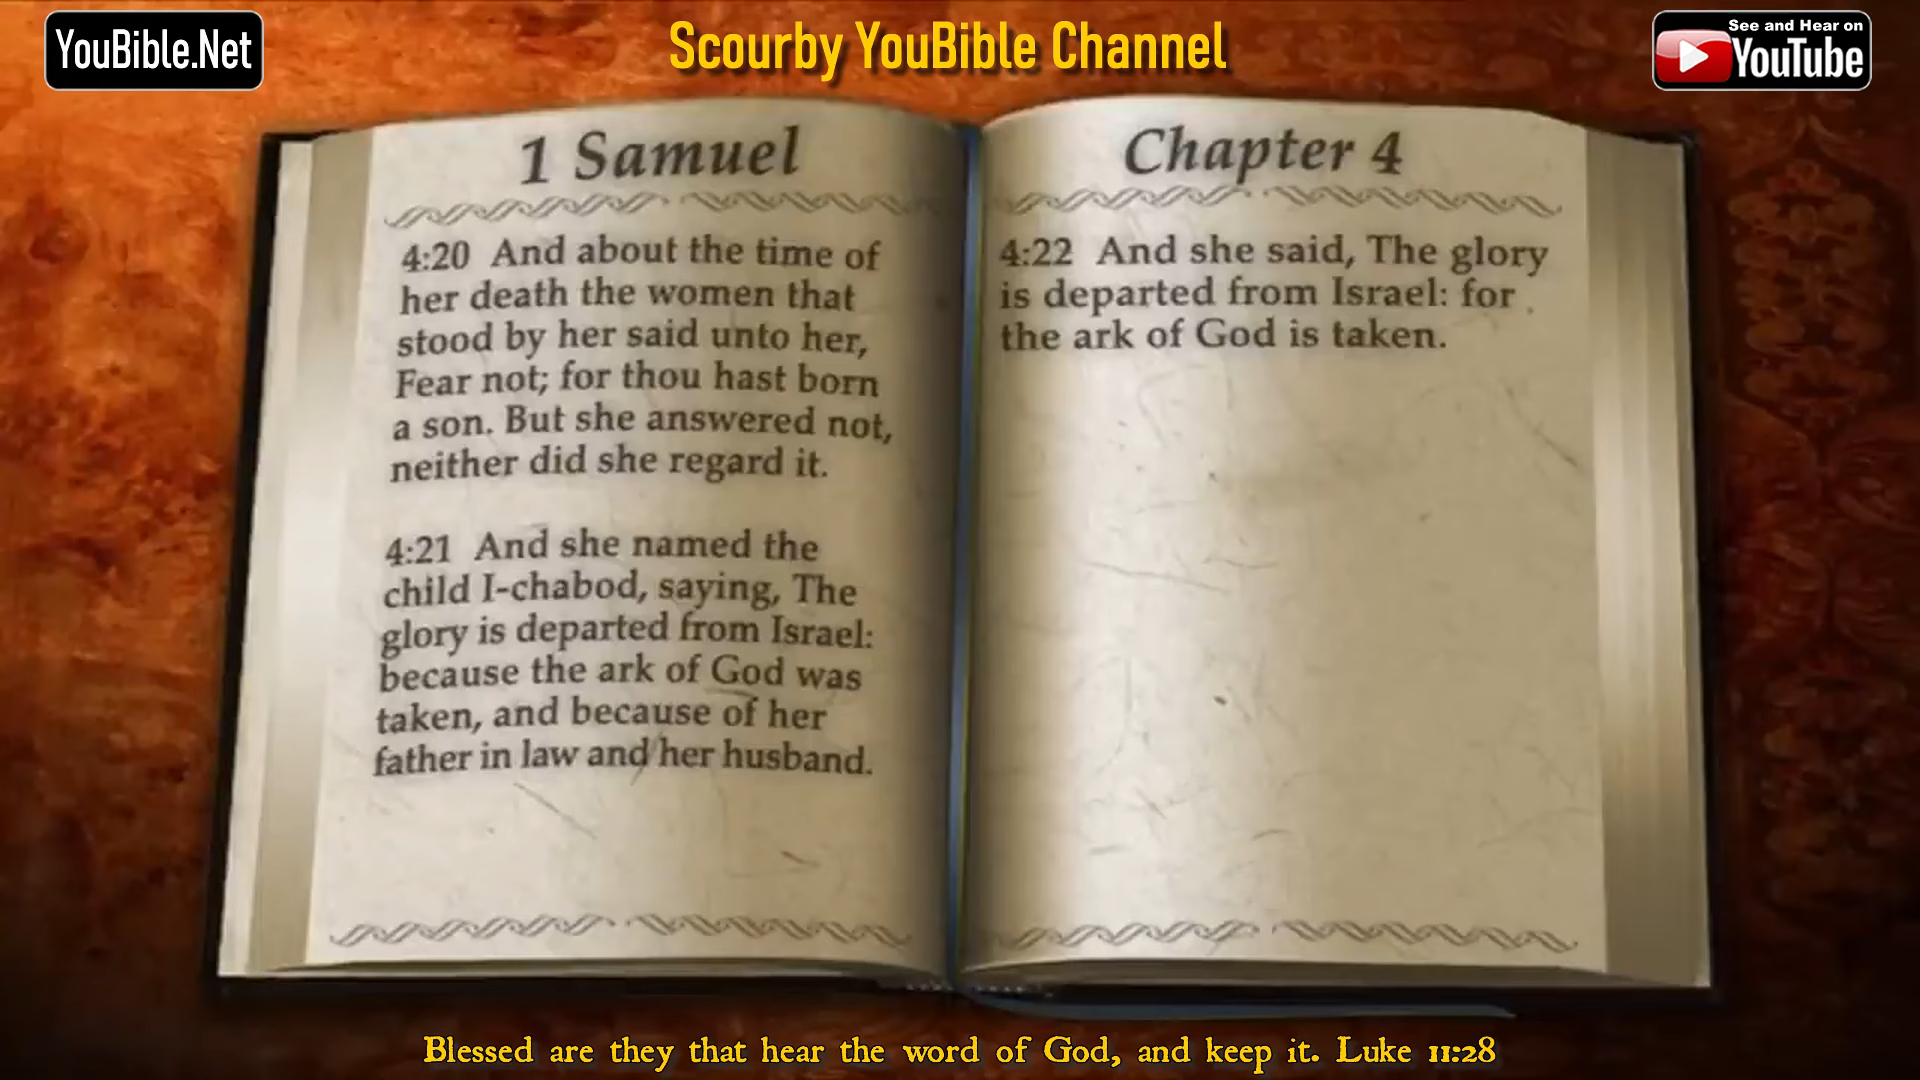 YouBible.Net
Scourby YouBible Channel
See and Hear on
YouTube
1 Samuel
4:20 And about the time of
her death the women that
stood by her said unto her,
Fear not; for thou hast born
a son. But she answered not,
neither did she regard it.
4:21 And she named the
child I-chabod, saying, The
glory is departed from Israel:
because the ark of God was
taken, and because of her
father in law and her husband.
Chapter 4
4:22 And she said, The glory
is departed from Israel: for
the ark of God is taken.
Blessed are they that hear the word of God, and keep it. Luke 11:28